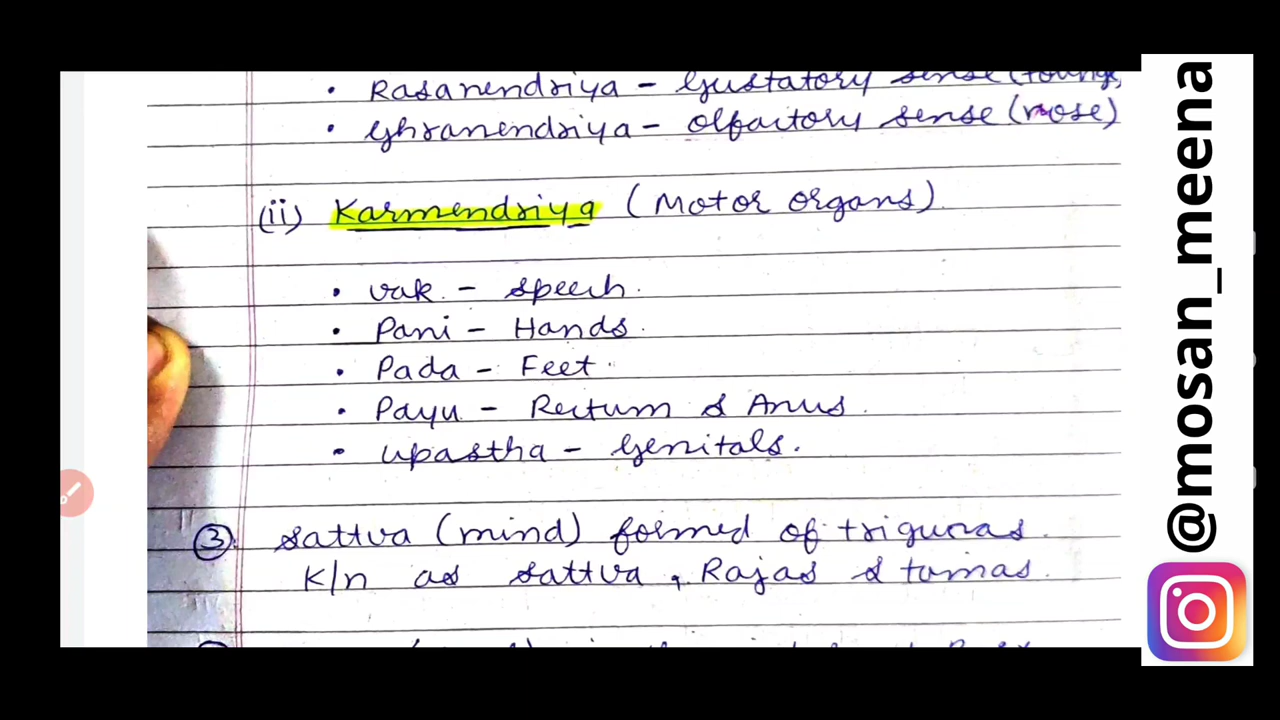 • Rasanendriya - Gustatory sense (tounge,
• Ghranendriya - olfactory sense (nose)
(ii) Karmendriya (Motor organs)
• vak - speech.
• Pani - Hands.
• Pada - Feet.
• Payu - Rectum & Anus.
• upastha - Genitals.
③. sattva (mind) formed of trigunas.
K/n as sattva, Rajas & tamas.
@mosan_meena